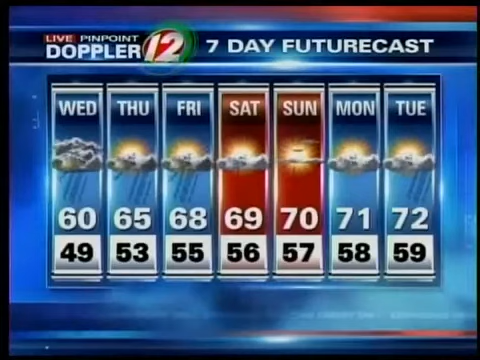 LIVE PINPOINT
DOPPLER 12
7 DAY FUTURECAST
WED THU FRI SAT SUN MON TUE
60 65 68 69 70 71 72
49 53 55 56 57 58 59